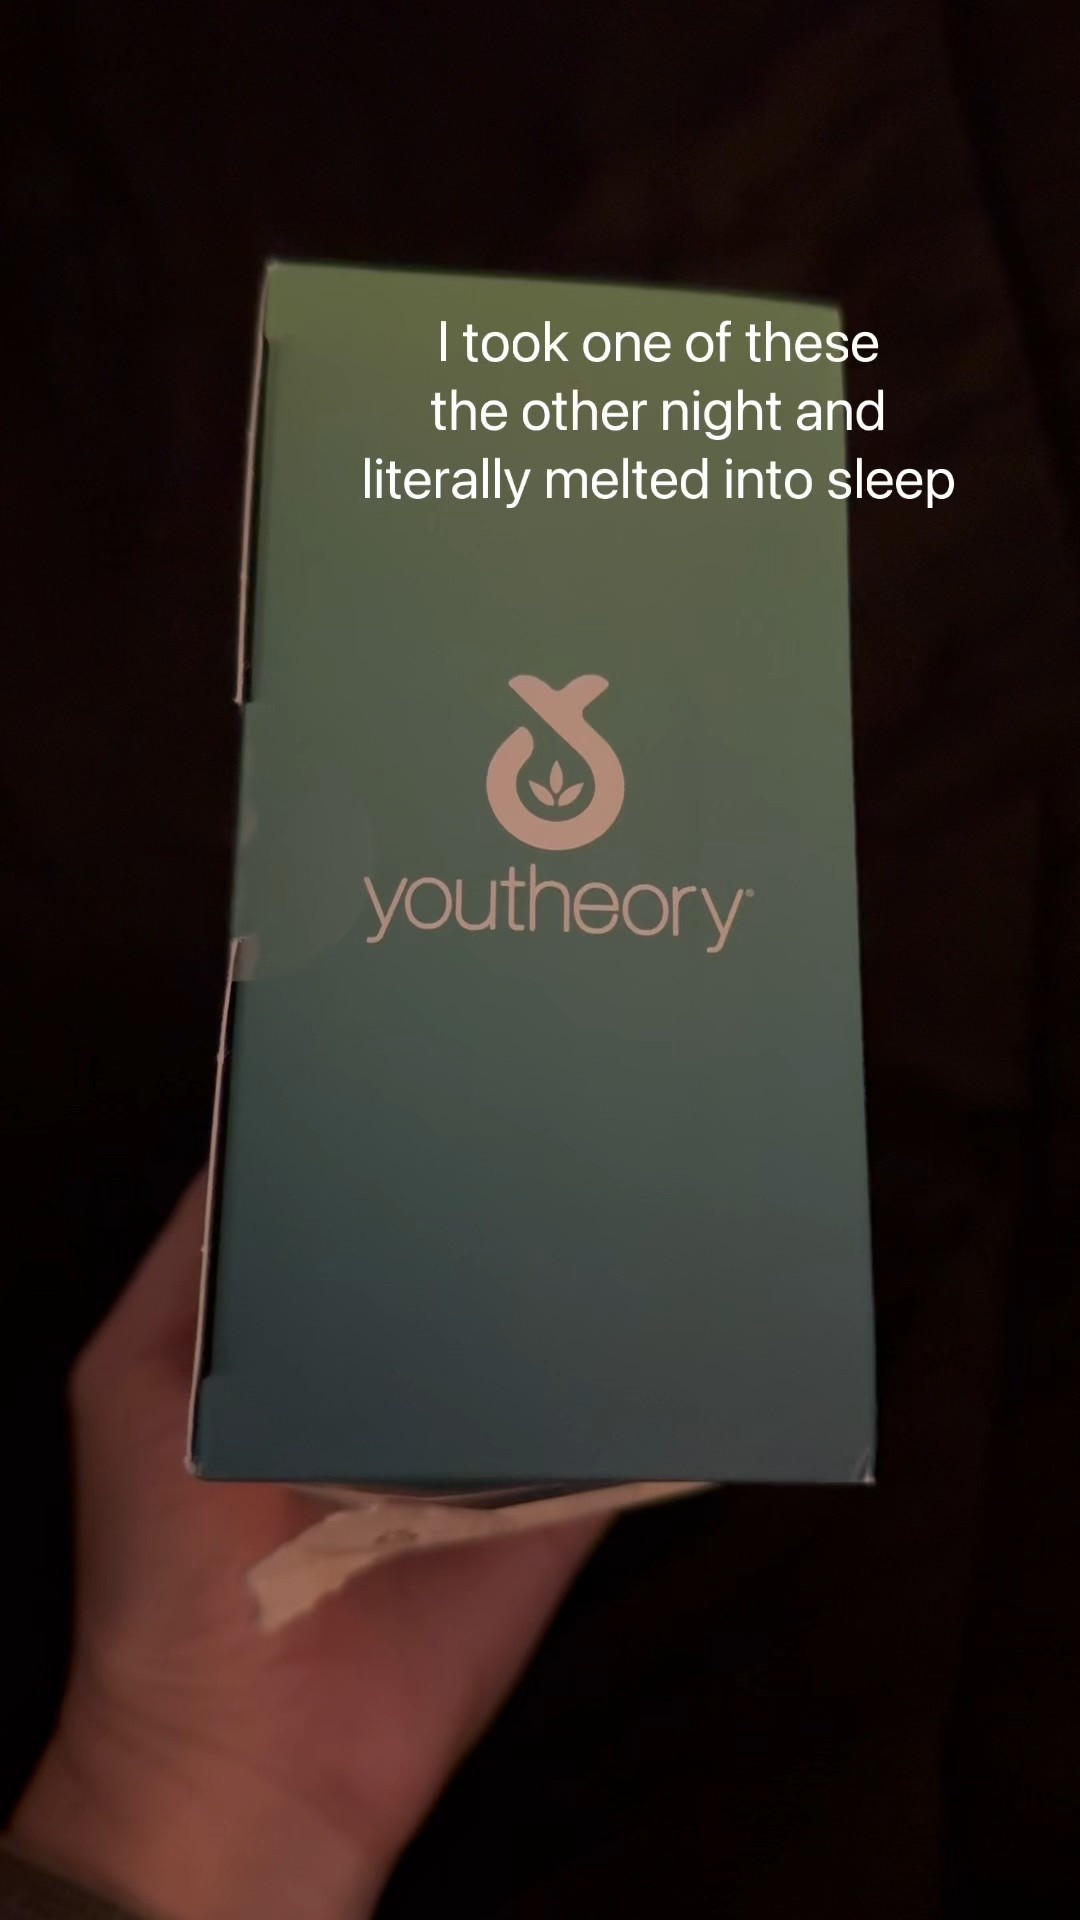 I took one of these
the other night and
literally melted into sleep
youtheory®